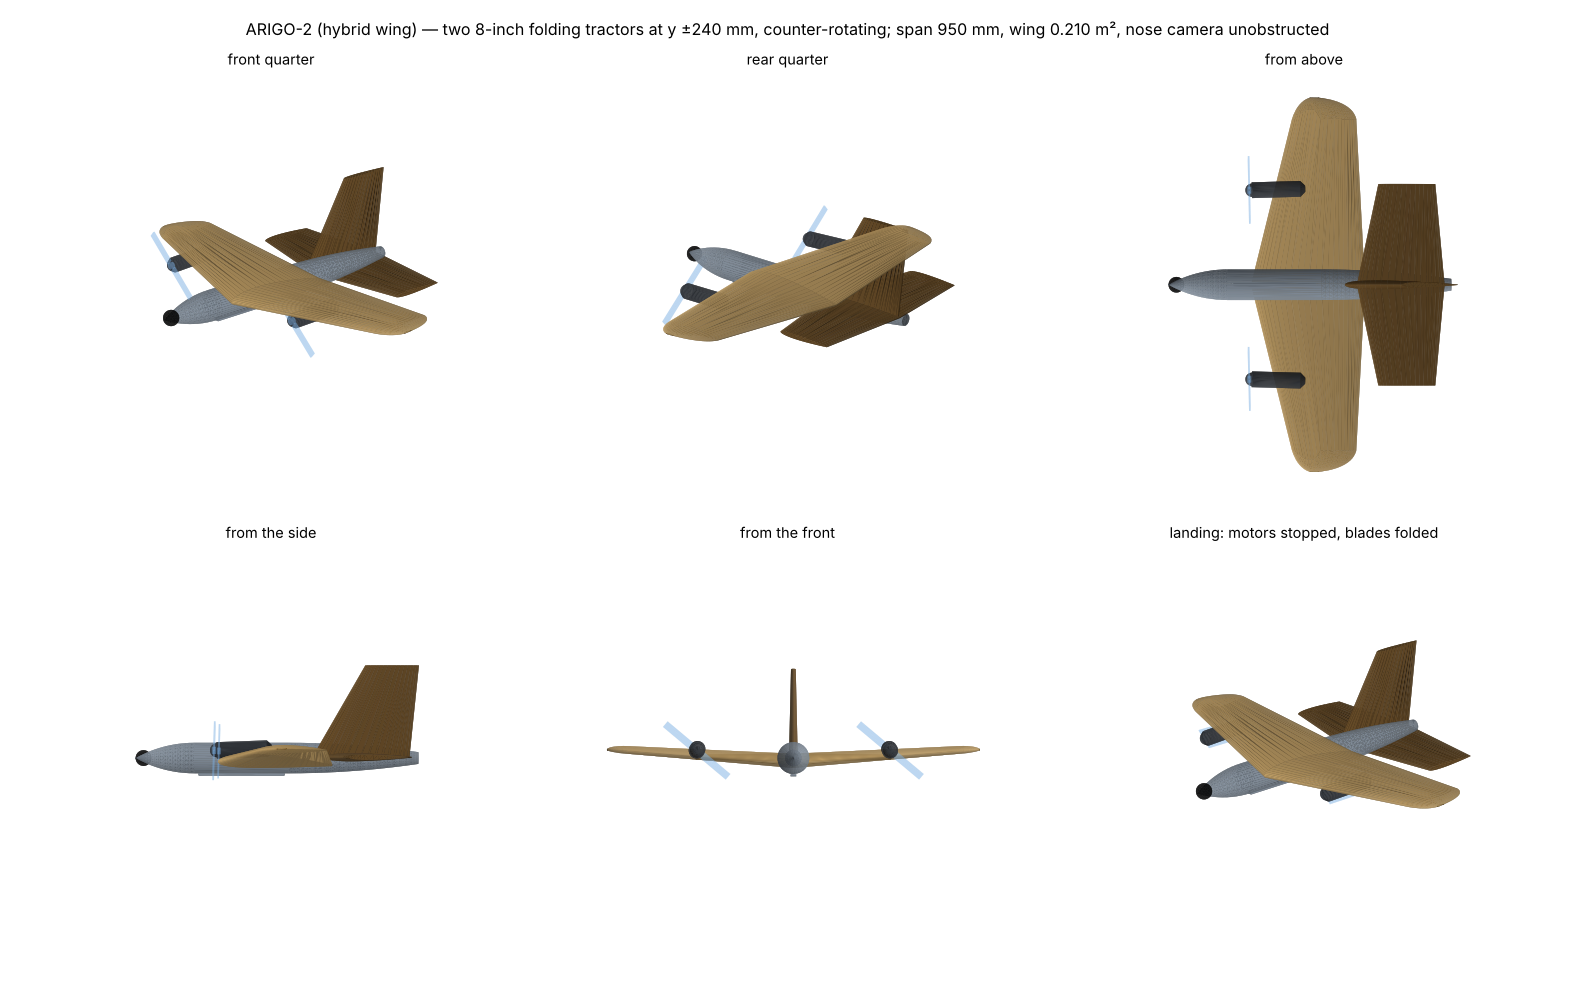 ARIGO-2 (hybrid wing) — two 8-inch folding tractors at y ±240 mm, counter-rotating; span 950 mm, wing 0.210 m², nose camera unobstructed
front quarter
rear quarter
from above
from the side
from the front
landing: motors stopped, blades folded